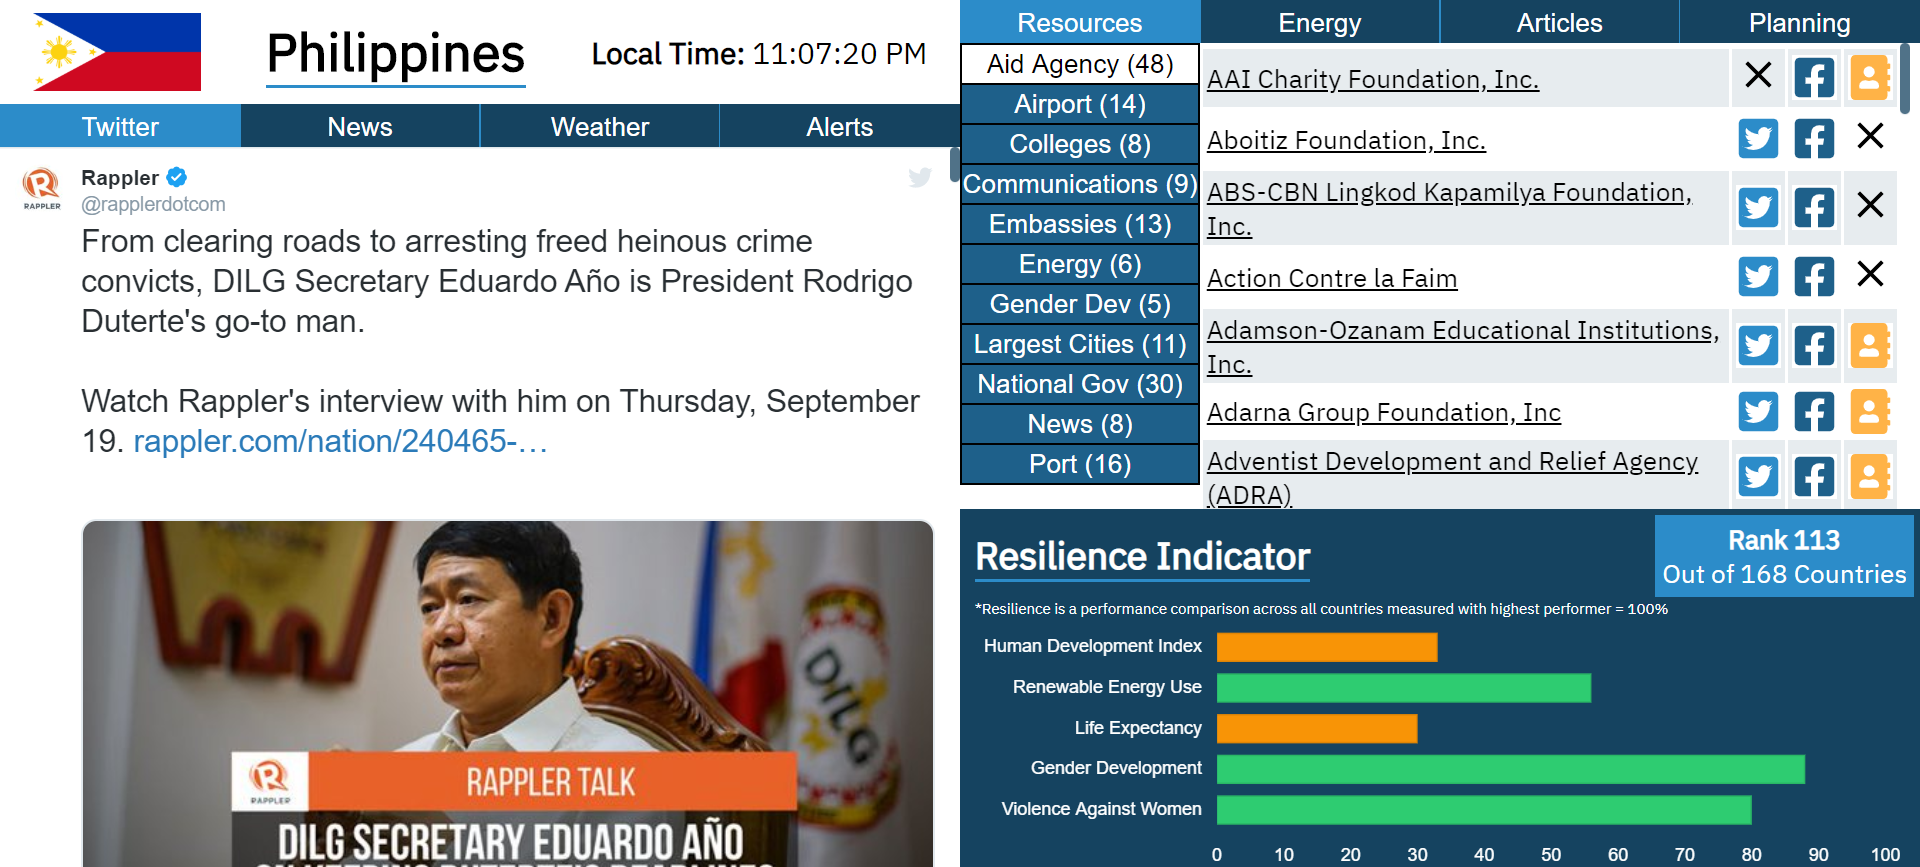 Philippines
Local Time: 11:07:20 PM
Twitter
News
Weather
Alerts
Rappler
@rapplerdotcom
RAPPLER
From clearing roads to arresting freed heinous crime
convicts, DILG Secretary Eduardo Año is President Rodrigo
Duterte's go-to man.
Watch Rappler's interview with him on Thursday, September
19. rappler.com/nation/240465-…
DILG
RAPPLER
RAPPLER TALK
DILG SECRETARY EDUARDO AÑO
Resources
Energy
Articles
Planning
Aid Agency (48)
Airport (14)
Colleges (8)
Communications (9)
Embassies (13)
Energy (6)
Gender Dev (5)
Largest Cities (11)
National Gov (30)
News (8)
Port (16)
AAI Charity Foundation, Inc.
Aboitiz Foundation, Inc.
ABS-CBN Lingkod Kapamilya Foundation,
Inc.
Action Contre la Faim
Adamson-Ozanam Educational Institutions,
Inc.
Adarna Group Foundation, Inc
Adventist Development and Relief Agency
(ADRA)
Resilience Indicator
Rank 113
Out of 168 Countries
*Resilience is a performance comparison across all countries measured with highest performer = 100%
Human Development Index
Renewable Energy Use
Life Expectancy
Gender Development
Violence Against Women
0 10 20 30 40 50 60 70 80 90 100